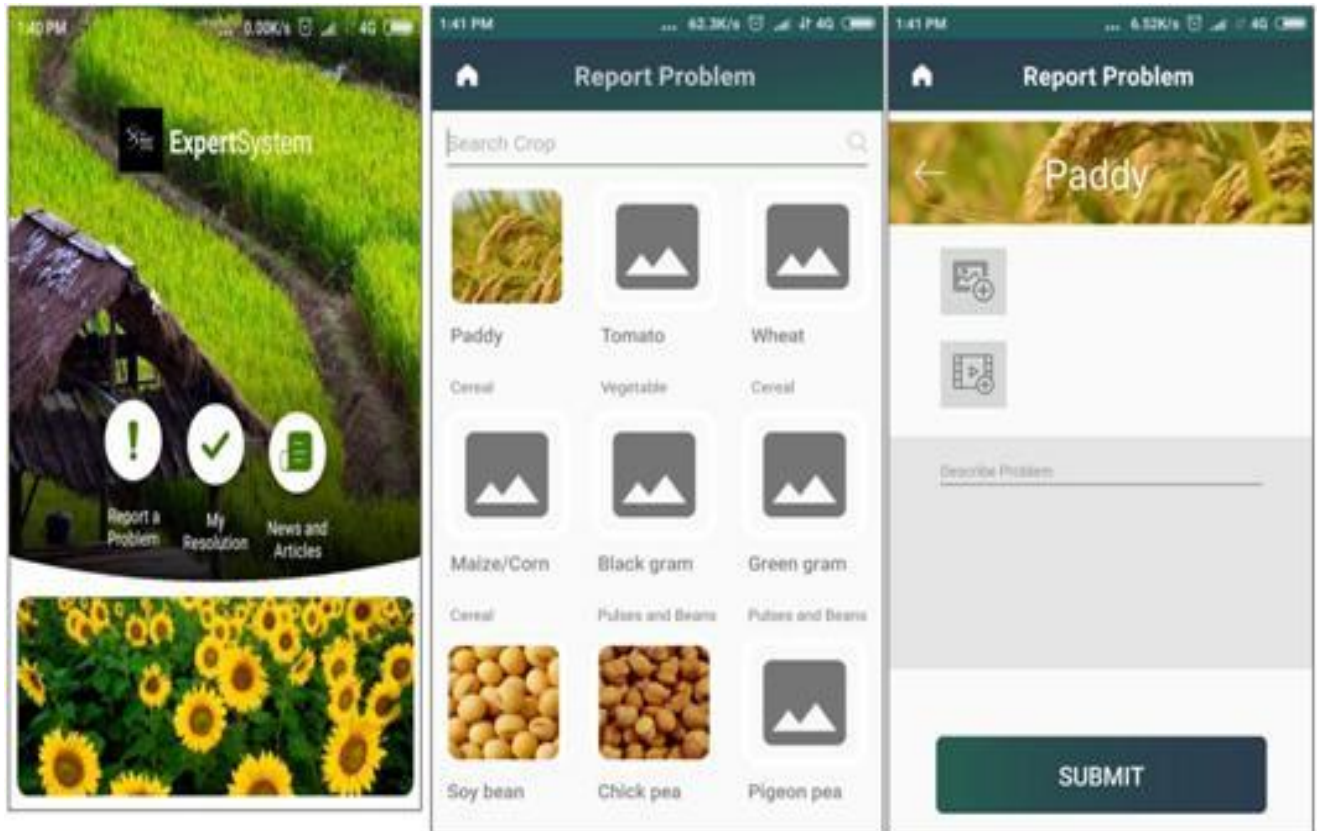 1:40 PM ... 0.00K/s 4G
ExpertSystem
Report a
Problem
My
Resolution
News and
Articles
1:41 PM ... 62.3K/s 4G
Report Problem
Search Crop
Paddy Tomato Wheat
Cereal Vegetable Cereal
Maize/Corn Black gram Green gram
Cereal Pulses and Beans Pulses and Beans
Soy bean Chick pea Pigeon pea
1:41 PM ... 6.52K/s 4G
Report Problem
Paddy
Describe Problem
SUBMIT